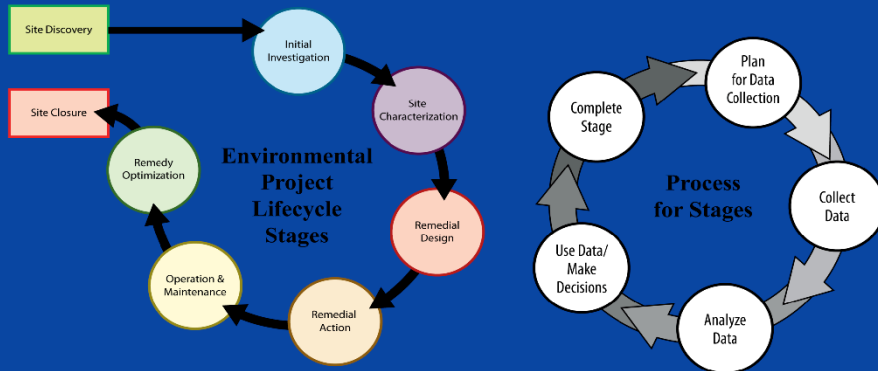 Site Discovery
Initial
Investigation
Site
Characterization
Remedial
Design
Remedial
Action
Operation &
Maintenance
Remedy
Optimization
Site Closure
Environmental
Project
Lifecycle
Stages
Plan
for Data
Collection
Collect
Data
Analyze
Data
Use Data/
Make
Decisions
Complete
Stage
Process
for Stages